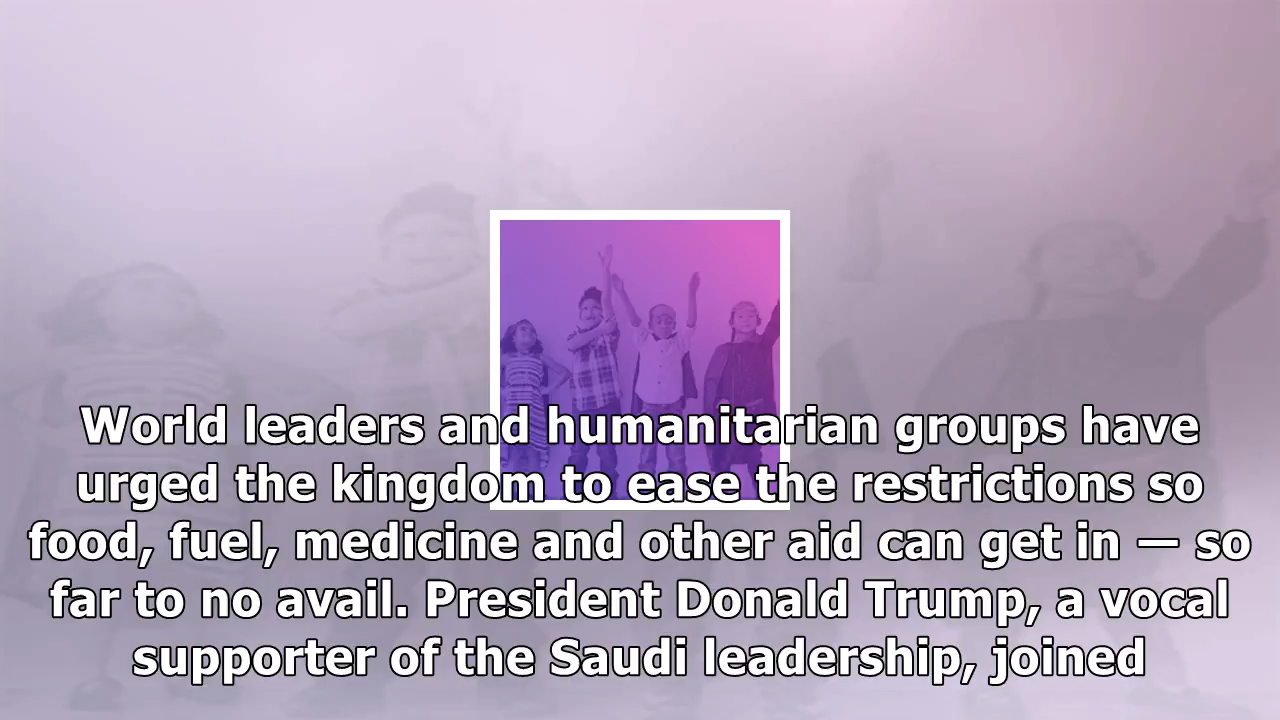 World leaders and humanitarian groups have
urged the kingdom to ease the restrictions so
food, fuel, medicine and other aid can get in — so
far to no avail. President Donald Trump, a vocal
supporter of the Saudi leadership, joined